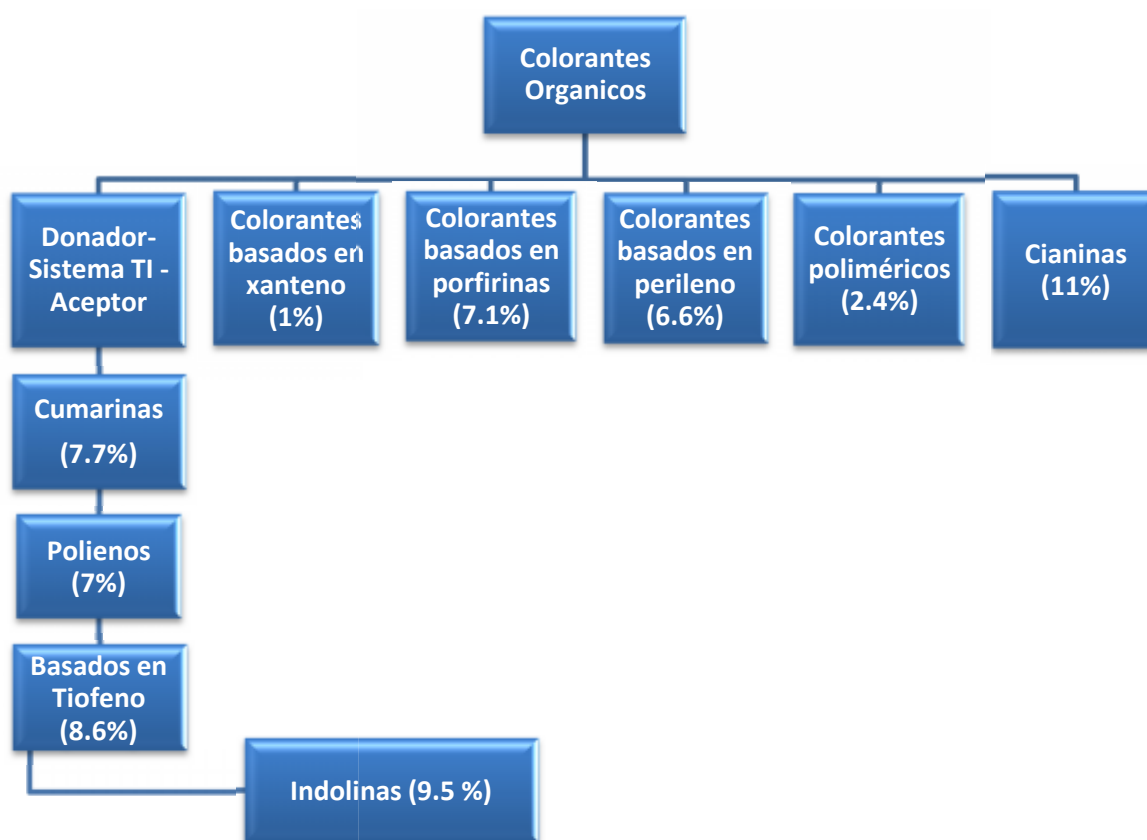 Colorantes
Organicos
Donador-
Sistema TI -
Aceptor
Colorantes
basados en
xanteno
(1%)
Colorantes
basados en
porfirinas
(7.1%)
Colorantes
basados en
perileno
(6.6%)
Colorantes
poliméricos
(2.4%)
Cianinas
(11%)
Cumarinas
(7.7%)
Polienos
(7%)
Basados en
Tiofeno
(8.6%)
Indolinas (9.5 %)